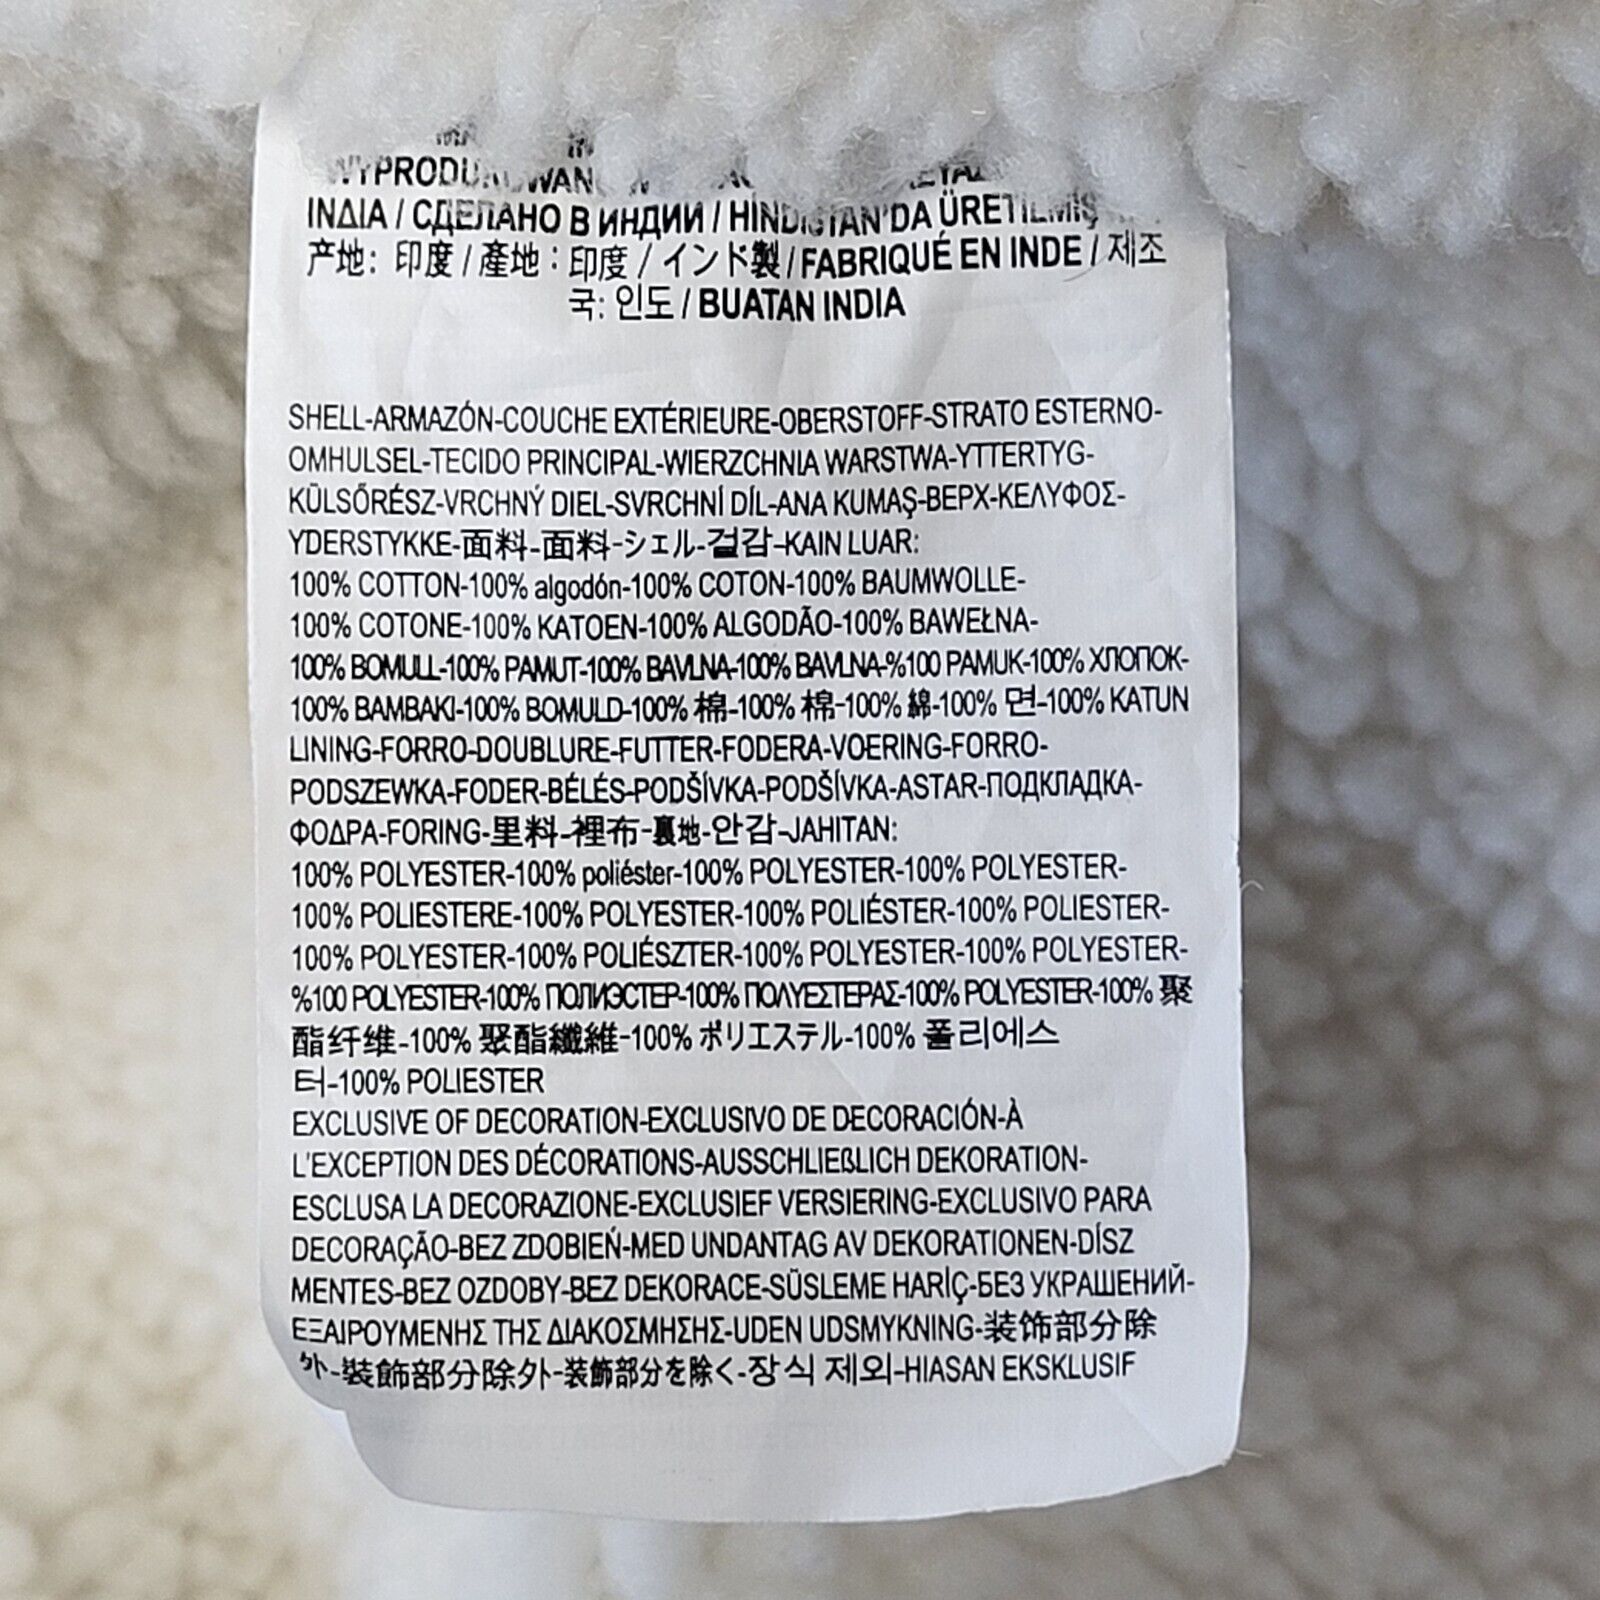 INΔIA / СДЕЛАНО В ИНДИИ / HİNDİSTAN'DA ÜRETİLMİŞ
产地: 印度 / 產地：印度 / インド製 / FABRIQUÉ EN INDE / 제조
국: 인도 / BUATAN INDIA
SHELL-ARMAZÓN-COUCHE EXTÉRIEURE-OBERSTOFF-STRATO ESTERNO-
OMHULSEL-TECIDO PRINCIPAL-WIERZCHNIA WARSTWA-YTTERTYG-
KÜLSŐRÉSZ-VRCHNÝ DIEL-SVRCHNÍ DÍL-ANA KUMAŞ-ВЕРХ-ΚΕΛΥΦΟΣ-
YDERSTYKKE-面料-面料-シェル-겉감-KAIN LUAR:
100% COTTON-100% algodón-100% COTON-100% BAUMWOLLE-
100% COTONE-100% KATOEN-100% ALGODÃO-100% BAWEŁNA-
100% BOMULL-100% PAMUT-100% BAVLNA-100% BAVLNA-%100 PAMUK-100% ХЛОПОК-
100% BAMBAKI-100% BOMULD-100% 棉-100% 棉-100% 綿-100% 면-100% KATUN
LINING-FORRO-DOUBLURE-FUTTER-FODERA-VOERING-FORRO-
PODSZEWKA-FODER-BÉLÉS-PODŠÍVKA-PODŠÍVKA-ASTAR-ПОДКЛАДКА-
ΦΟΔΡΑ-FORING-里料-裡布-裏地-안감-JAHITAN:
100% POLYESTER-100% poliéster-100% POLYESTER-100% POLYESTER-
100% POLIESTERE-100% POLYESTER-100% POLIÉSTER-100% POLIESTER-
100% POLYESTER-100% POLIÉSZTER-100% POLYESTER-100% POLYESTER-
%100 POLYESTER-100% ПОЛИЭСТЕР-100% ΠΟΛΥΕΣΤΕΡΑΣ-100% POLYESTER-100% 聚
酯纤维-100% 聚酯纖維-100% ポリエステル-100% 폴리에스
터-100% POLIESTER
EXCLUSIVE OF DECORATION-EXCLUSIVO DE DECORACIÓN-À
L'EXCEPTION DES DÉCORATIONS-AUSSCHLIEßLICH DEKORATION-
ESCLUSA LA DECORAZIONE-EXCLUSIEF VERSIERING-EXCLUSIVO PARA
DECORAÇÃO-BEZ ZDOBIEŃ-MED UNDANTAG AV DEKORATIONEN-DÍSZ
MENTES-BEZ OZDOBY-BEZ DEKORACE-SÜSLEME HARİÇ-БЕЗ УКРАШЕНИЙ-
ΕΞΑΙΡΟΥΜΕΝΗΣ ΤΗΣ ΔΙΑΚΟΣΜΗΣΗΣ-UDEN UDSMYKNING-装饰部分除
外-裝飾部分除外-装飾部分を除く-장식 제외-HIASAN EKSKLUSIF